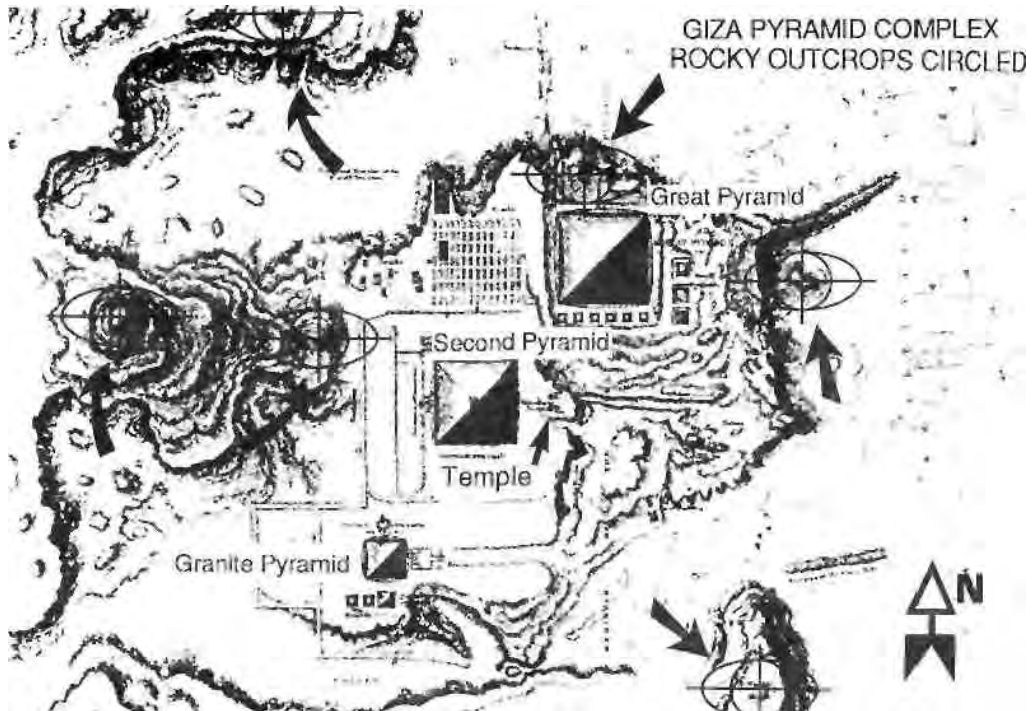 GIZA PYRAMID COMPLEX
ROCKY OUTCROPS CIRCLED
Great Pyramid
Second Pyramid
Temple
Granite Pyramid
N